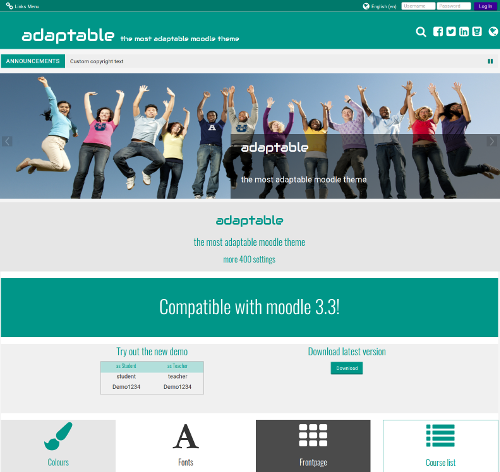 Links Menu
English (en)
Username
Password
Log In
adaptable the most adaptable moodle theme
ANNOUNCEMENTS
Custom copyright text
adaptable
the most adaptable moodle theme
adaptable
the most adaptable moodle theme
more 400 settings
Compatible with moodle 3.3!
Try out the new demo
as Student as Teacher
student teacher
Demo1234 Demo1234
Download latest version
Download
Colours
Fonts
Frontpage
Course list